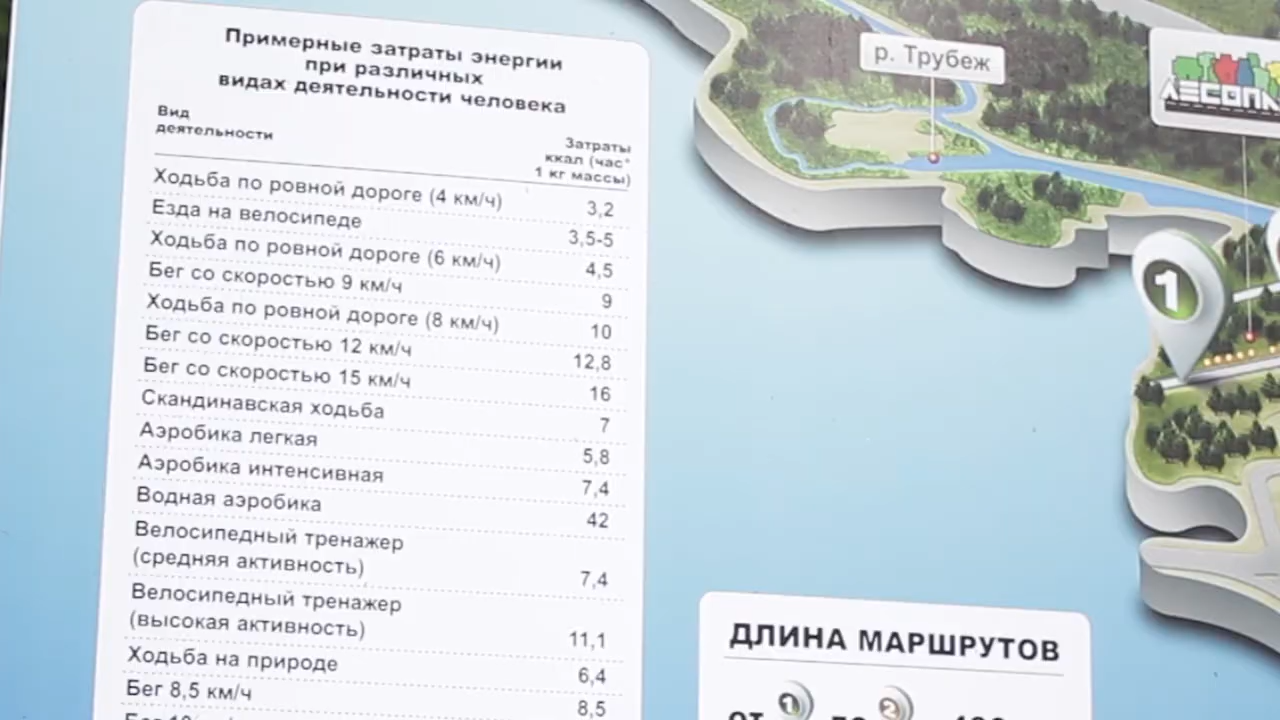 Примерные затраты энергии
при различных
видах деятельности человека
Вид
деятельности
Затраты
ккал (час*
1 кг массы)
Ходьба по ровной дороге (4 км/ч) 3,2
Езда на велосипеде 3,5-5
Ходьба по ровной дороге (6 км/ч) 4,5
Бег со скоростью 9 км/ч 9
Ходьба по ровной дороге (8 км/ч) 10
Бег со скоростью 12 км/ч 12,8
Бег со скоростью 15 км/ч 16
Скандинавская ходьба 7
Аэробика легкая 5,8
Аэробика интенсивная 7,4
Водная аэробика 42
Велосипедный тренажер
(средняя активность) 7,4
Велосипедный тренажер
(высокая активность) 11,1
Ходьба на природе 6,4
Бег 8,5 км/ч 8,5
р. Трубеж
1
ДЛИНА МАРШРУТОВ
от 1 до 2